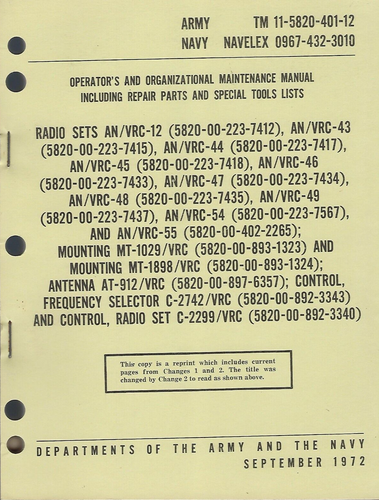 ARMY TM 11-5820-401-12
NAVY NAVELEX 0967-432-3010
OPERATOR'S AND ORGANIZATIONAL MAINTENANCE MANUAL
INCLUDING REPAIR PARTS AND SPECIAL TOOLS LISTS
RADIO SETS AN/VRC-12 (5820-00-223-7412), AN/VRC-43
(5820-00-223-7415), AN/VRC-44 (5820-00-223-7417),
AN/VRC-45 (5820-00-223-7418), AN/VRC-46
(5820-00-223-7433), AN/VRC-47 (5820-00-223-7434),
AN/VRC-48 (5820-00-223-7435), AN/VRC-49
(5820-00-223-7437), AN/VRC-54 (5820-00-223-7567),
AND AN/VRC-55 (5820-00-402-2265);
MOUNTING MT-1029/VRC (5820-00-893-1323) AND
MOUNTING MT-1898/VRC (5820-00-893-1324);
ANTENNA AT-912/VRC (5820-00-897-6357); CONTROL,
FREQUENCY SELECTOR C-2742/VRC (5820-00-892-3343)
AND CONTROL, RADIO SET C-2299/VRC (5820-00-892-3340)
This copy is a reprint which includes current
pages from Changes 1 and 2. The title was
changed by Change 2 to read as shown above.
DEPARTMENTS OF THE ARMY AND THE NAVY
SEPTEMBER 1972